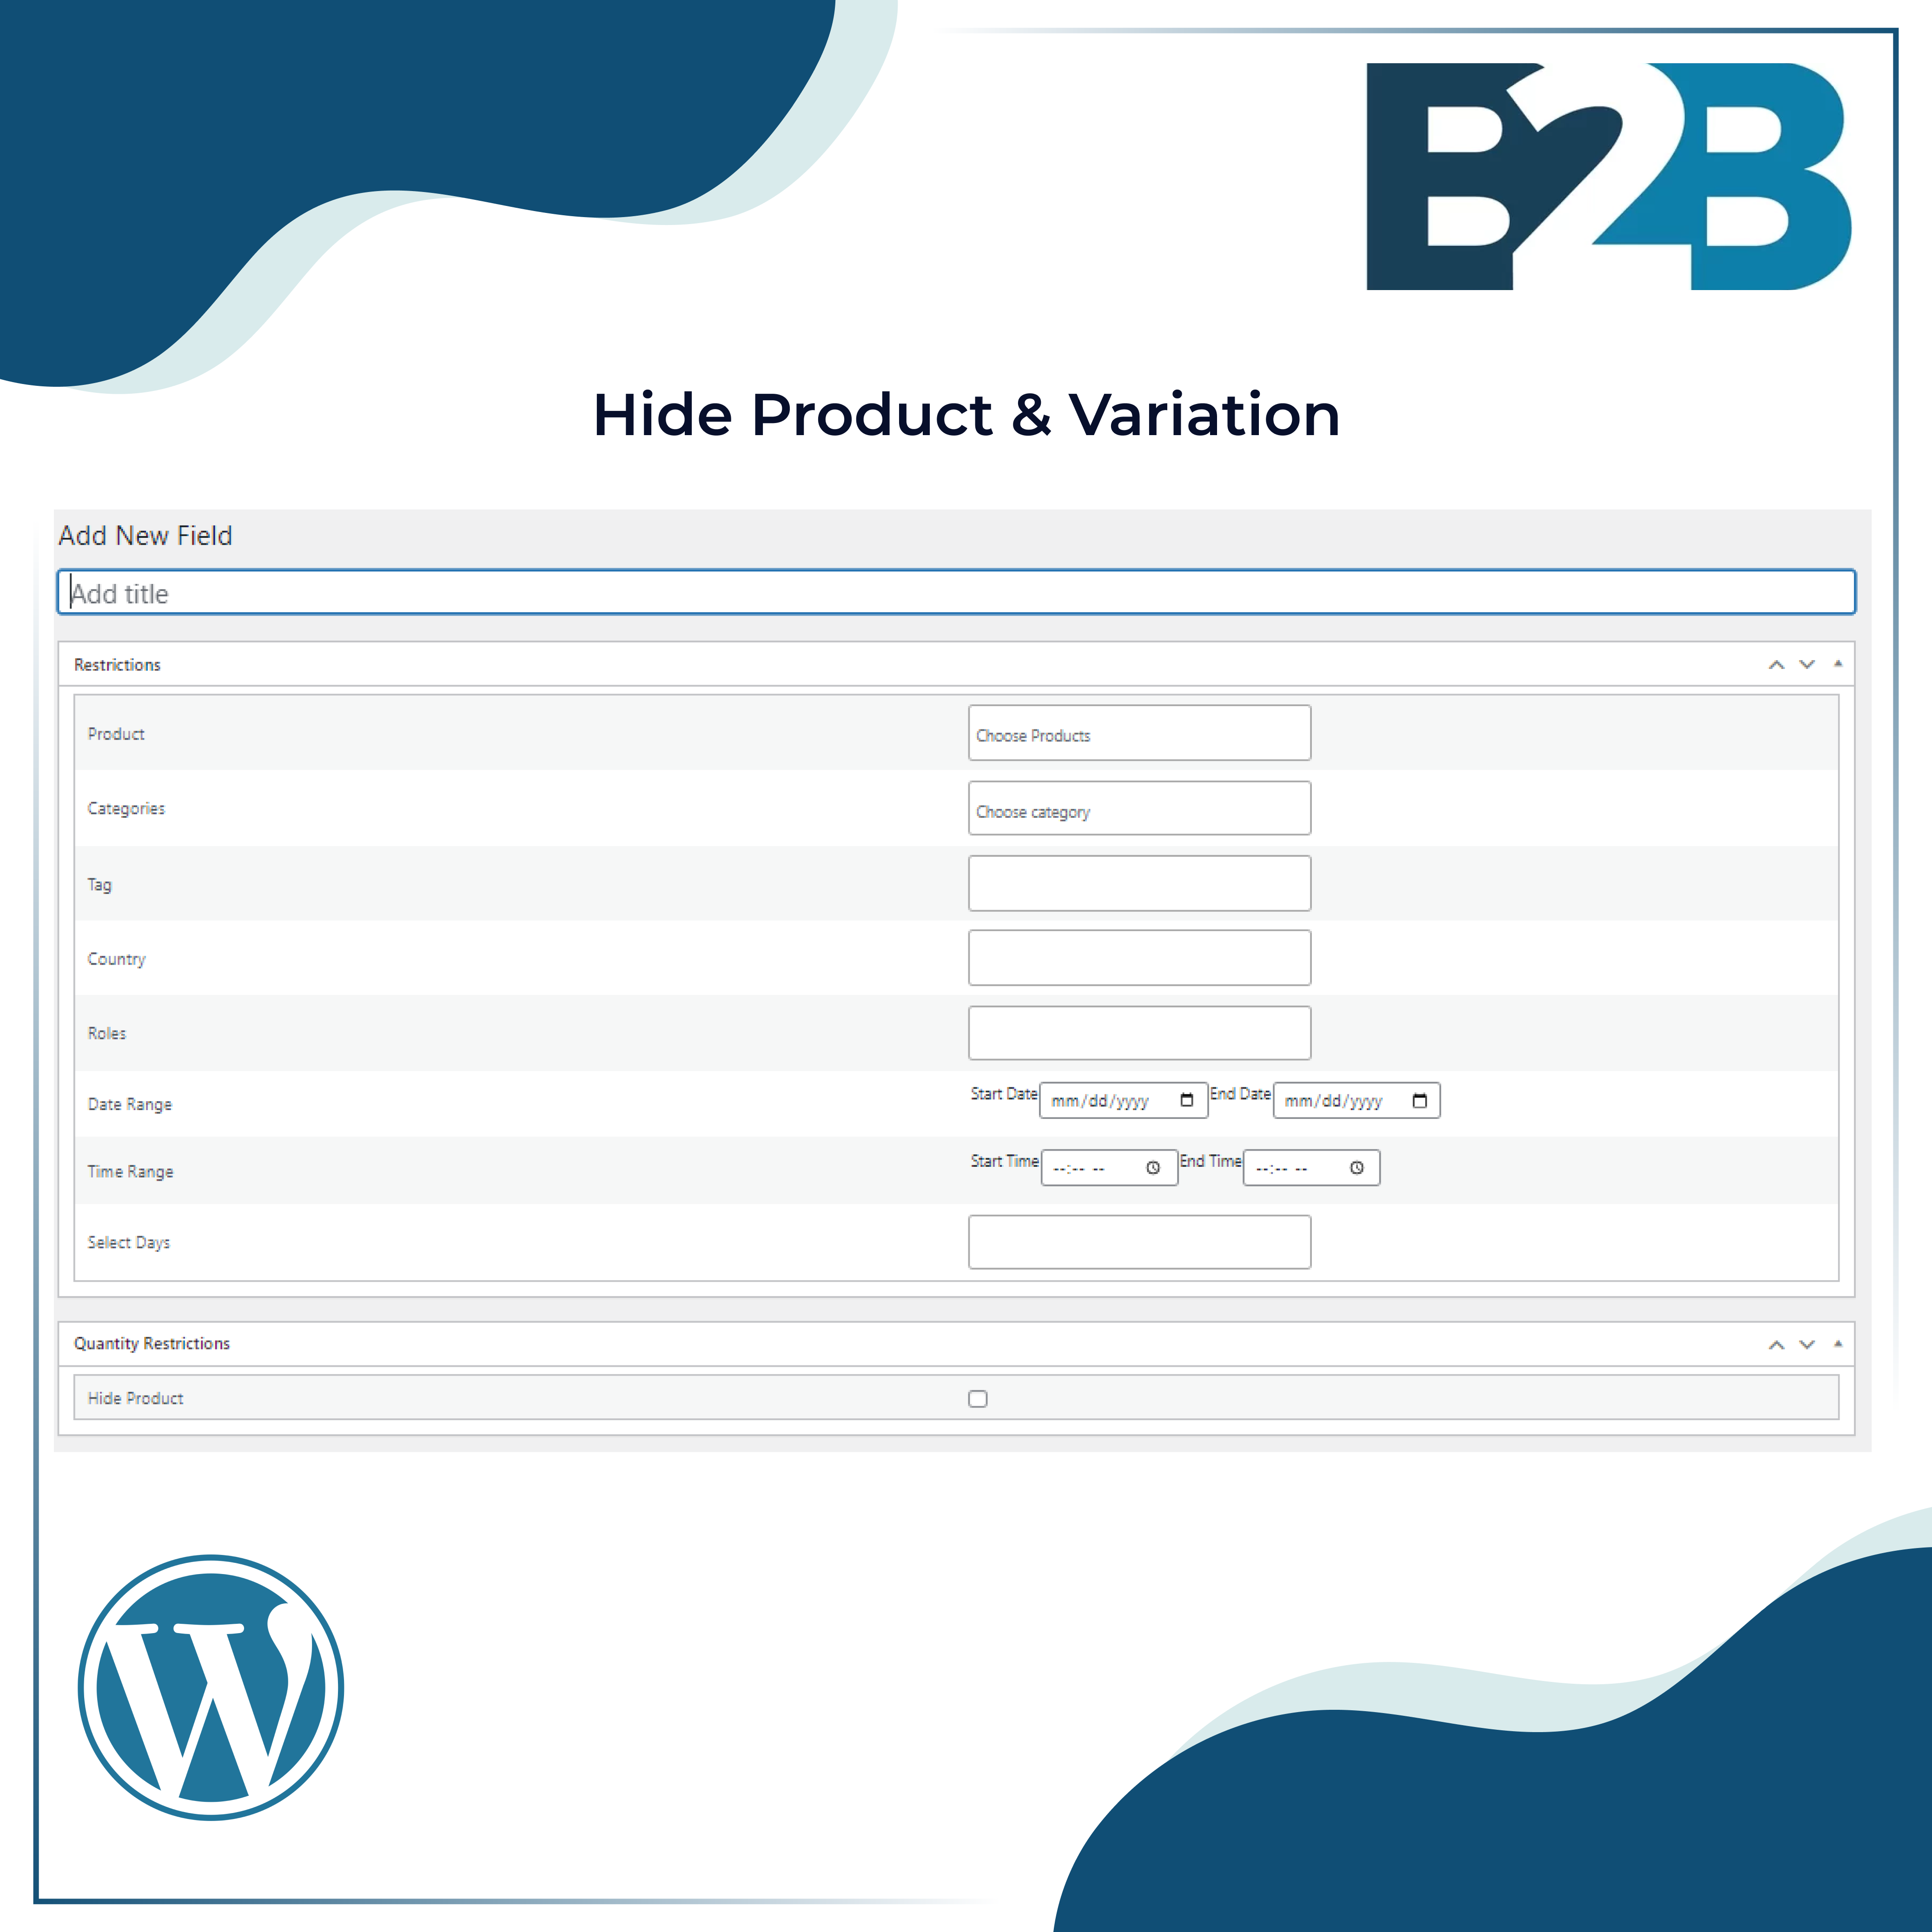 B2B
Hide Product & Variation
Add New Field
Add title
Restrictions
Product Choose Products
Categories Choose category
Tag
Country
Roles
Date Range Start Date mm/dd/yyyy End Date mm/dd/yyyy
Time Range Start Time --:-- -- End Time --:-- --
Select Days
Quantity Restrictions
Hide Product
W